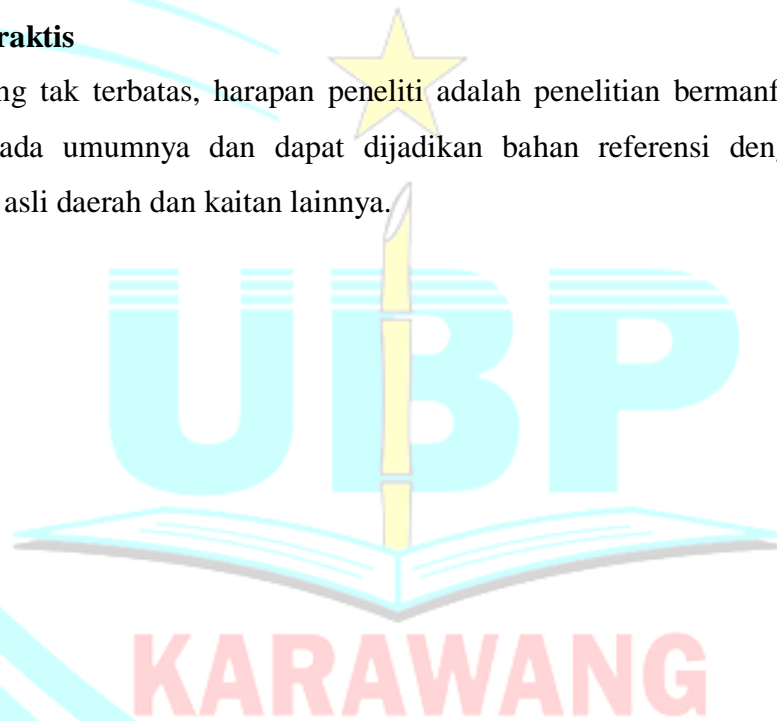 raktis
ng tak terbatas, harapan peneliti adalah penelitian bermanf
ada umumnya dan dapat dijadikan bahan referensi den
asli daerah dan kaitan lainnya.
UBP
KARAWANG